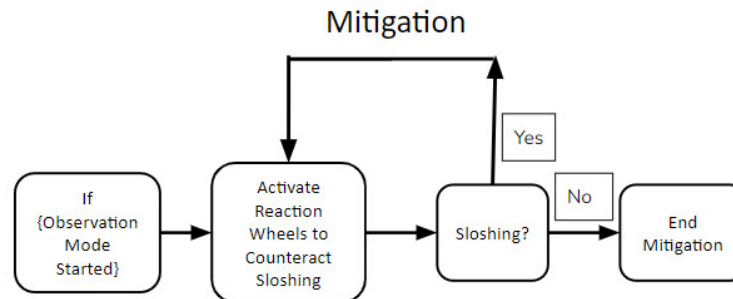 Mitigation
Yes
If
{Observation
Mode
Started}
Activate
Reaction
Wheels to
Counteract
Sloshing
Sloshing?
No
End
Mitigation